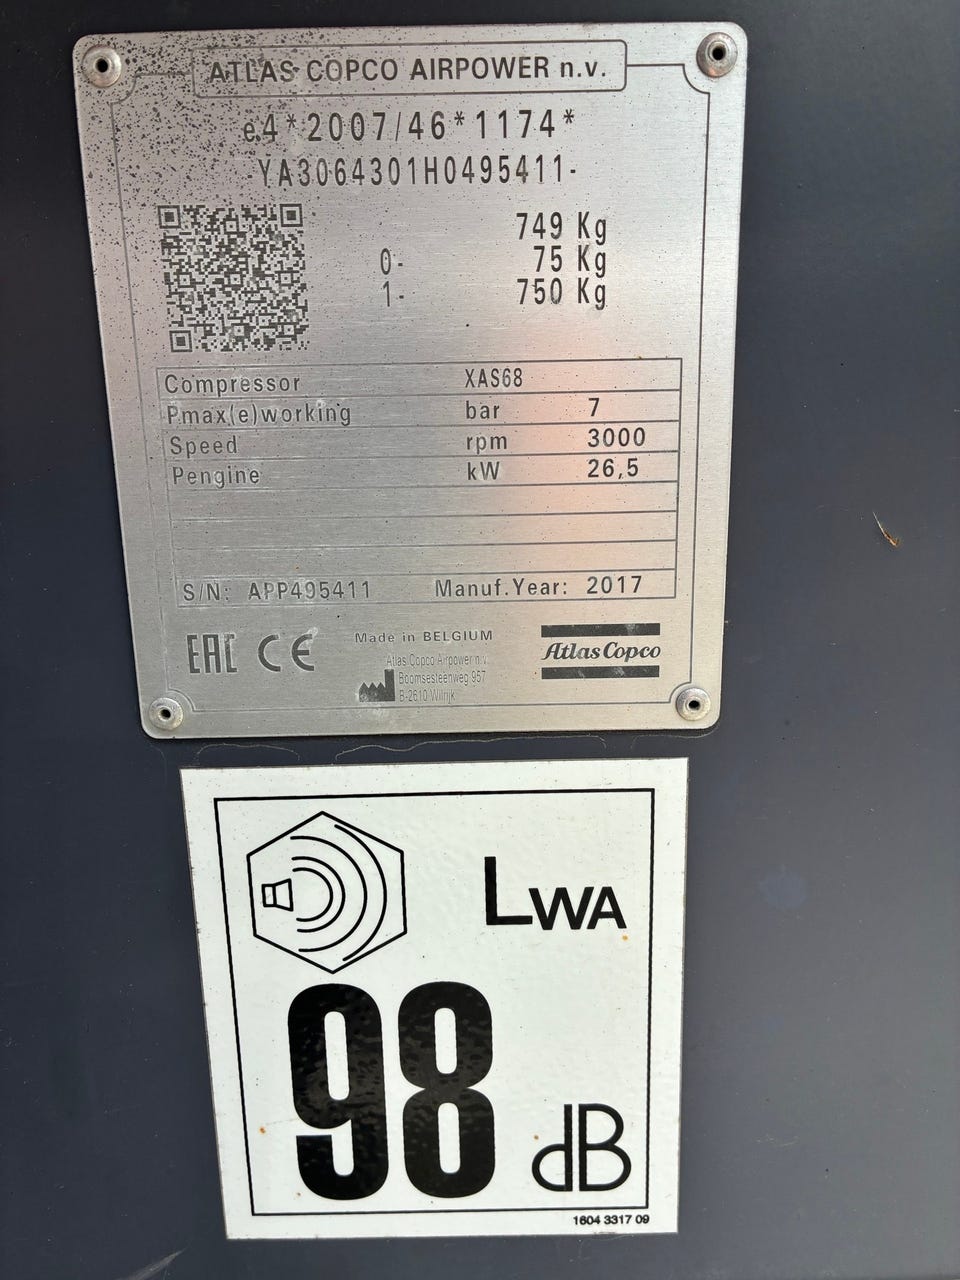 ATLAS COPCO AIRPOWER n.v.
e4*2007/46*1174*
-YA3064301H0495411-
749 Kg
0- 75 Kg
1- 750 Kg
Compressor XAS68
Pmax(e)working bar 7
Speed rpm 3000
Pengine kW 26,5
S/N: APP495411 Manuf.Year: 2017
EAC CE
Made in BELGIUM
Atlas Copco Airpower n.v.
Boomsesteenweg 957
B-2610 Wilrijk
Atlas Copco
LWA
98 dB
1604 3317 09